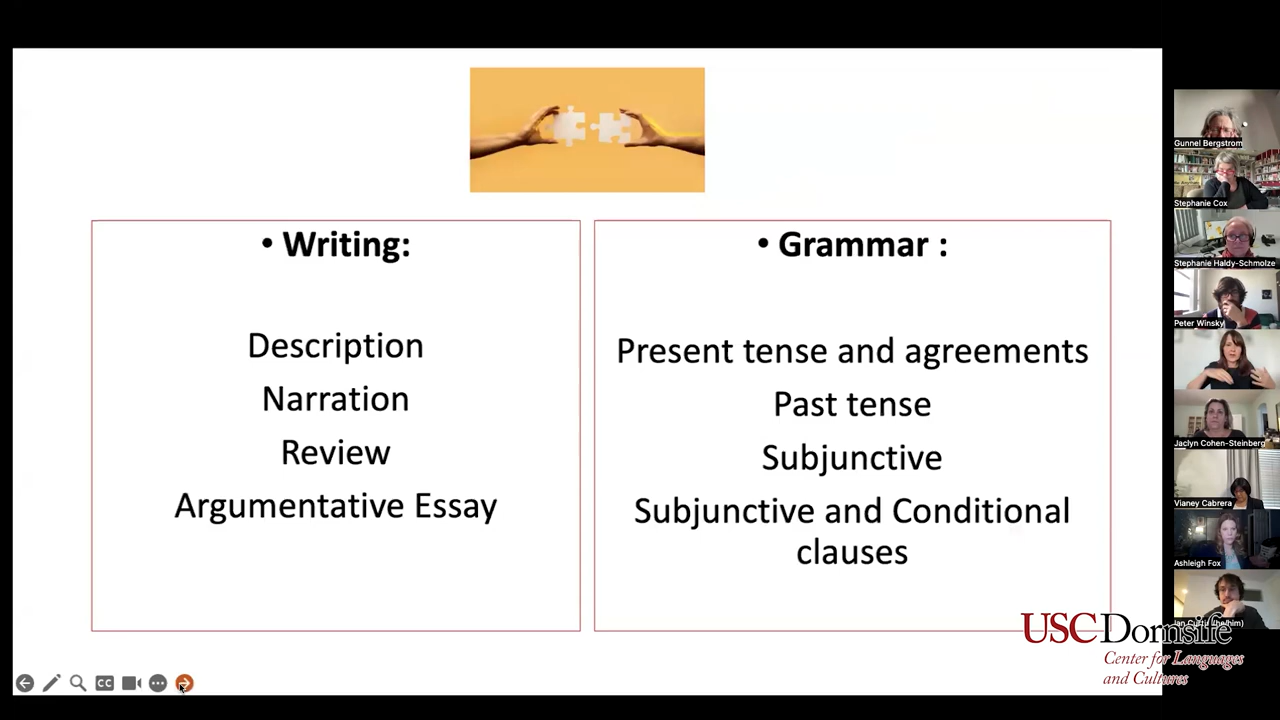 • Writing:
Description
Narration
Review
Argumentative Essay
• Grammar :
Present tense and agreements
Past tense
Subjunctive
Subjunctive and Conditional
clauses
CC
Gunnel Bergstrom
Stephanie Cox
Stephanie Haldy-Schmolze
Peter Winsky
Jaclyn Cohen-Steinberg
Vianey Cabrera
Ashleigh Fox
USC Dornsife
Center for Languages
and Cultures